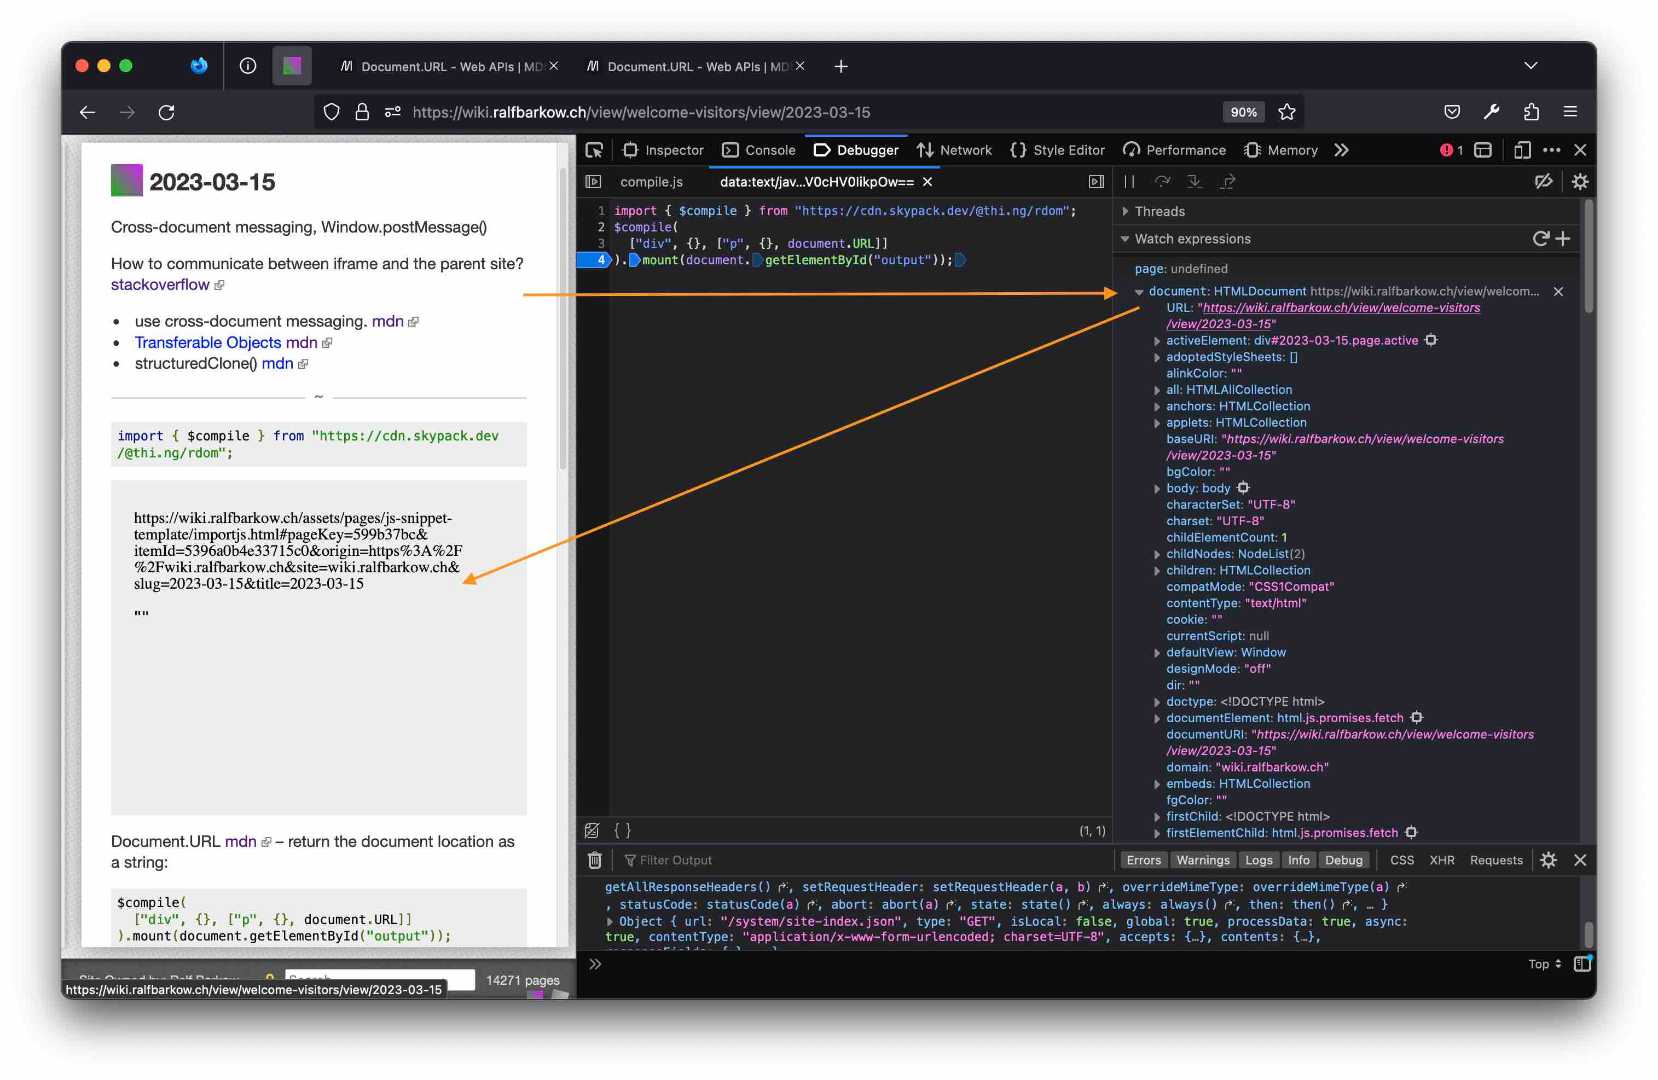 Document.URL - Web APIs | MD
Document.URL - Web APIs | MD
https://wiki.ralfbarkow.ch/view/welcome-visitors/view/2023-03-15
90%
2023-03-15
Cross-document messaging, Window.postMessage()
How to communicate between iframe and the parent site?
stackoverflow
• use cross-document messaging. mdn
• Transferable Objects mdn
• structuredClone() mdn
~
import { $compile } from "https://cdn.skypack.dev
/@thi.ng/rdom";
https://wiki.ralfbarkow.ch/assets/pages/js-snippet-
template/importjs.html#pageKey=599b37bc&
itemId=5396a0b4e33715c0&origin=https%3A%2F
%2Fwiki.ralfbarkow.ch&site=wiki.ralfbarkow.ch&
slug=2023-03-15&title=2023-03-15
""
Document.URL mdn – return the document location as
a string:
$compile(
["div", {}, ["p", {}, document.URL]]
).mount(document.getElementById("output"));
14271 pages
https://wiki.ralfbarkow.ch/view/welcome-visitors/view/2023-03-15
Inspector Console Debugger Network {} Style Editor Performance Memory 1
compile.js data:text/jav...V0cHV0IikpOw==
1 import { $compile } from "https://cdn.skypack.dev/@thi.ng/rdom";
2 $compile(
3 ["div", {}, ["p", {}, document.URL]]
4 ).mount(document.getElementById("output"));
{ } (1, 1)
Threads
Watch expressions
page: undefined
document: HTMLDocument https://wiki.ralfbarkow.ch/view/welcom...
URL: "https://wiki.ralfbarkow.ch/view/welcome-visitors
/view/2023-03-15"
activeElement: div#2023-03-15.page.active
adoptedStyleSheets: []
alinkColor: ""
all: HTMLAllCollection
anchors: HTMLCollection
applets: HTMLCollection
baseURI: "https://wiki.ralfbarkow.ch/view/welcome-visitors
/view/2023-03-15"
bgColor: ""
body: body
characterSet: "UTF-8"
charset: "UTF-8"
childElementCount: 1
childNodes: NodeList(2)
children: HTMLCollection
compatMode: "CSS1Compat"
contentType: "text/html"
cookie: ""
currentScript: null
defaultView: Window
designMode: "off"
dir: ""
doctype: <!DOCTYPE html>
documentElement: html.js.promises.fetch
documentURI: "https://wiki.ralfbarkow.ch/view/welcome-visitors
/view/2023-03-15"
domain: "wiki.ralfbarkow.ch"
embeds: HTMLCollection
fgColor: ""
firstChild: <!DOCTYPE html>
firstElementChild: html.js.promises.fetch
Filter Output Errors Warnings Logs Info Debug CSS XHR Requests
getAllResponseHeaders() , setRequestHeader: setRequestHeader(a, b) , overrideMimeType: overrideMimeType(a)
, statusCode: statusCode(a) , abort: abort(a) , state: state() , always: always() , then: then() , … }
Object { url: "/system/site-index.json", type: "GET", isLocal: false, global: true, processData: true, async:
true, contentType: "application/x-www-form-urlencoded; charset=UTF-8", accepts: {…}, contents: {…},
Top